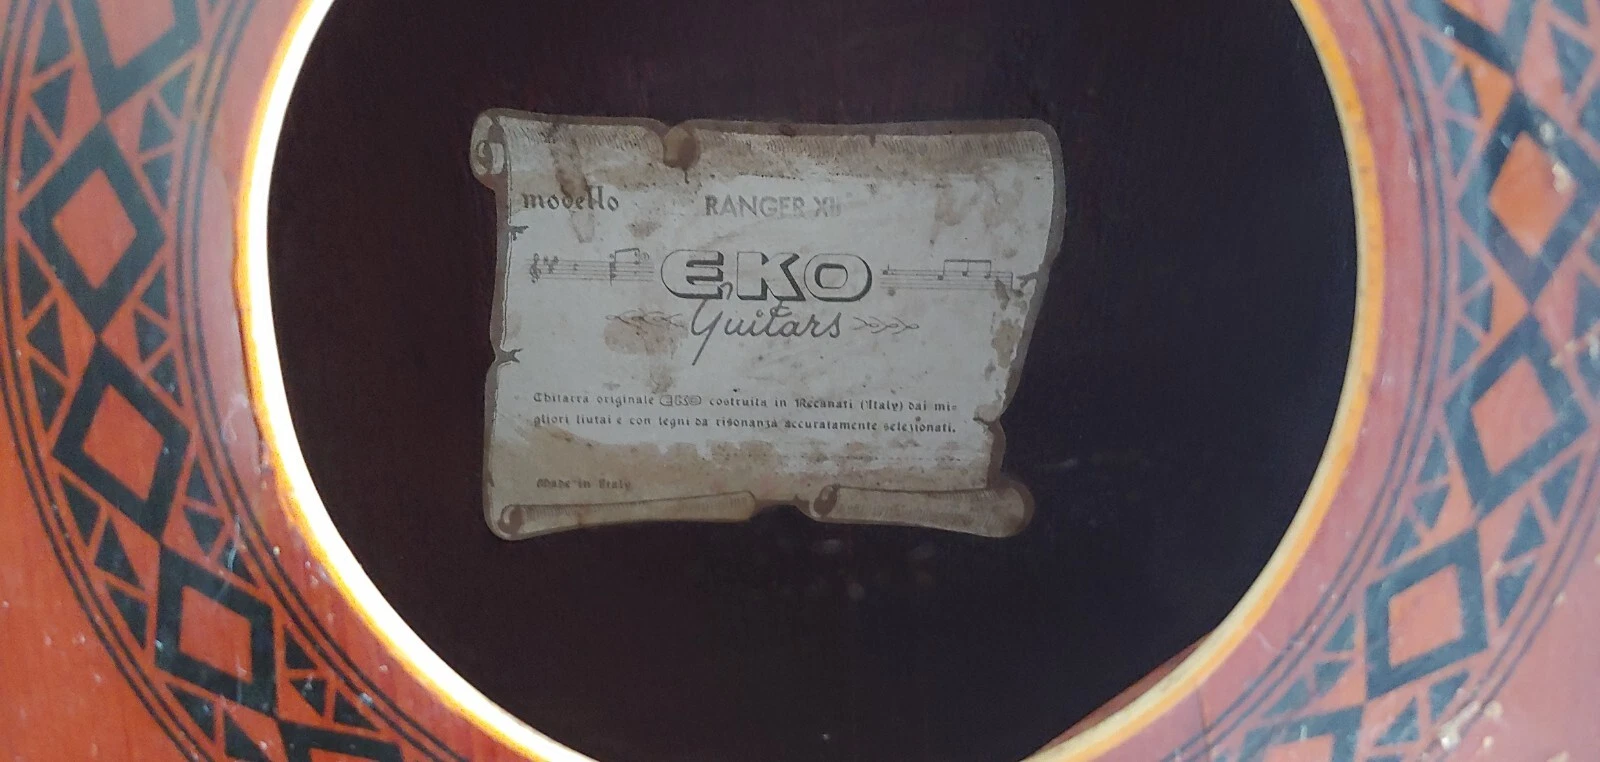 modello RANGER XII
EKO
Guitars
Chitarra originale EKO costruita in Recanati (Italy) dai mi=
gliori liutai e con legni da risonanza accuratamente selezionati.
Made in Italy